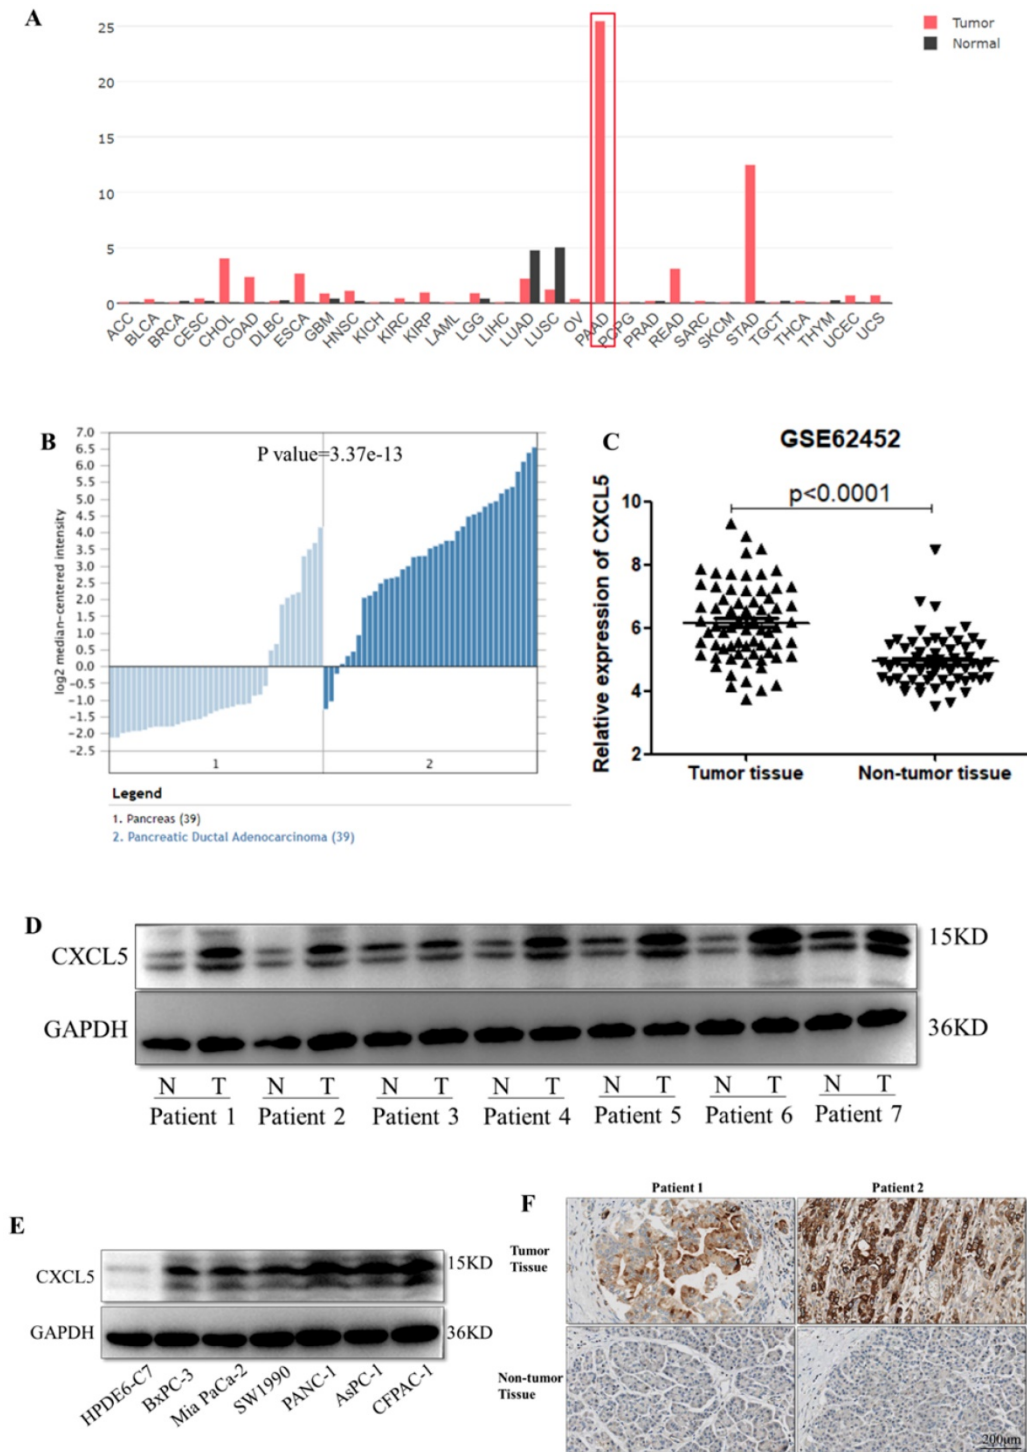 A
Tumor
Normal
25
20
15
10
5
0
ACC BLCA BRCA CESC CHOL COAD DLBC ESCA GBM HNSC KICH KIRC KIRP LAML LGG LIHC LUAD LUSC OV PAAD PCPG PRAD READ SARC SKCM STAD TGCT THCA THYM UCEC UCS
B
P value=3.37e-13
log2 median-centered intensity
7.0
6.5
6.0
5.5
5.0
4.5
4.0
3.5
3.0
2.5
2.0
1.5
1.0
0.5
0.0
-0.5
-1.0
-1.5
-2.0
-2.5
1 2
Legend
1. Pancreas (39)
2. Pancreatic Ductal Adenocarcinoma (39)
C
GSE62452
p<0.0001
Relative expression of CXCL5
10
8
6
4
2
Tumor tissue Non-tumor tissue
D
CXCL5 15KD
GAPDH 36KD
N T N T N T N T N T N T N T
Patient 1 Patient 2 Patient 3 Patient 4 Patient 5 Patient 6 Patient 7
E
CXCL5 15KD
GAPDH 36KD
HPDE6-C7 BxPC-3 Mia PaCa-2 SW1990 PANC-1 AsPC-1 CFPAC-1
F
Patient 1 Patient 2
Tumor
Tissue
Non-tumor
Tissue
200μm